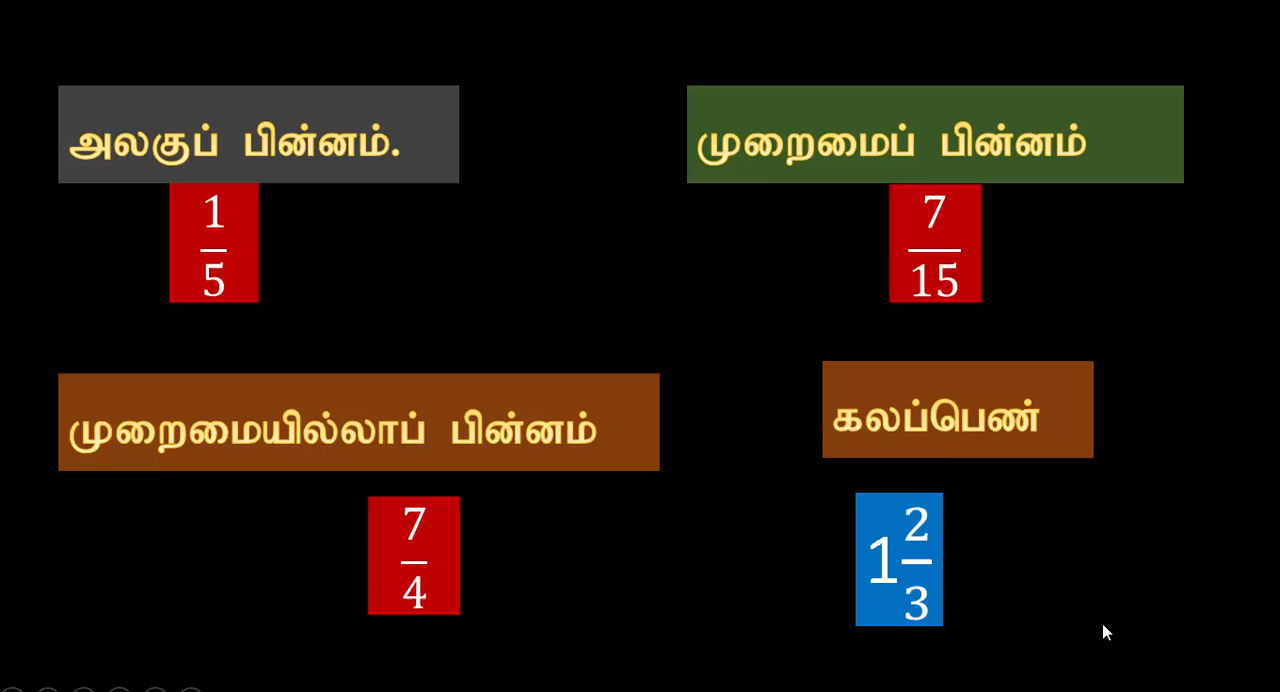 அலகுப் பின்னம்.
1/5
முறைமைப் பின்னம்
7/15
முறைமையில்லாப் பின்னம்
7/4
கலப்பெண்
1 2/3